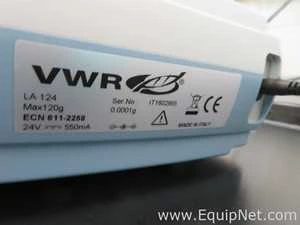 VWR
LA-124 Ser.No IT1602865
Max120g 0.0001g
ECN 611-2258
24V 550mA
MADE IN ITALY
www.EquipNet.com